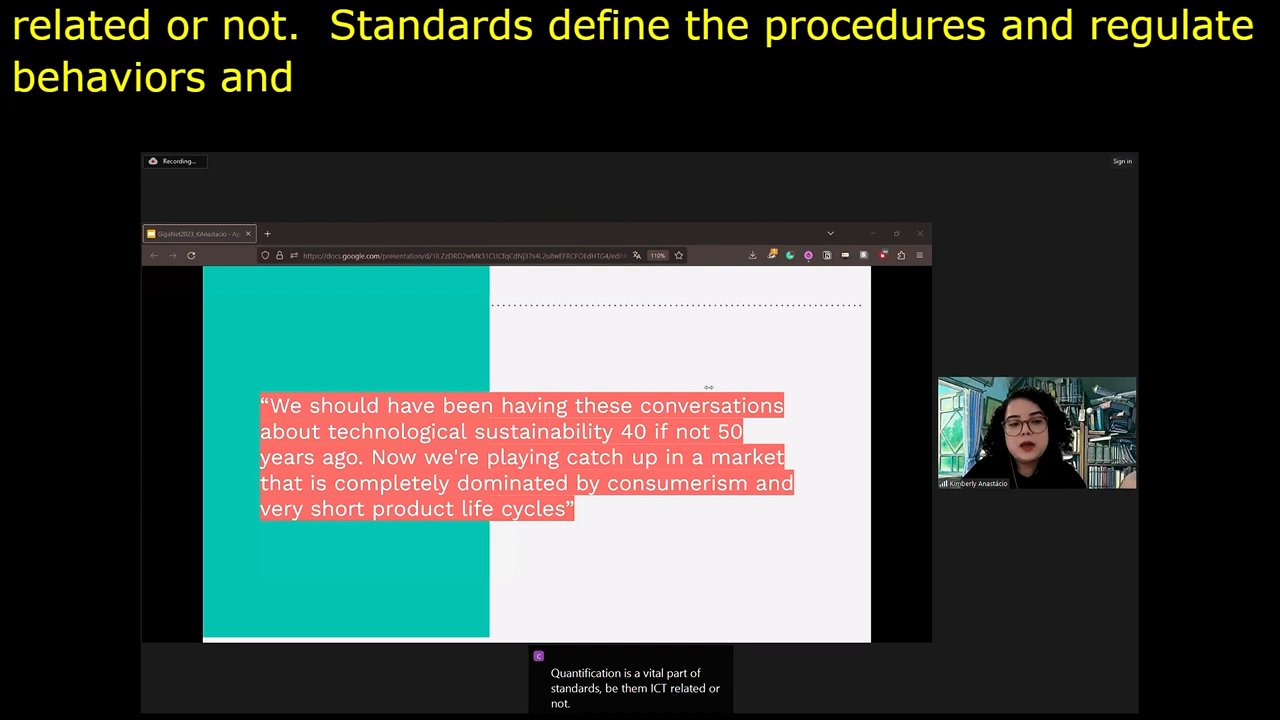 related or not.  Standards define the procedures and regulate
behaviors and
Recording...
Sign in
GigaNet2023_KAnastacio - Ap
110%
“We should have been having these conversations
about technological sustainability 40 if not 50
years ago. Now we're playing catch up in a market
that is completely dominated by consumerism and
very short product life cycles”
Kimberly Anastácio
C
Quantification is a vital part of
standards, be them ICT related or
not.